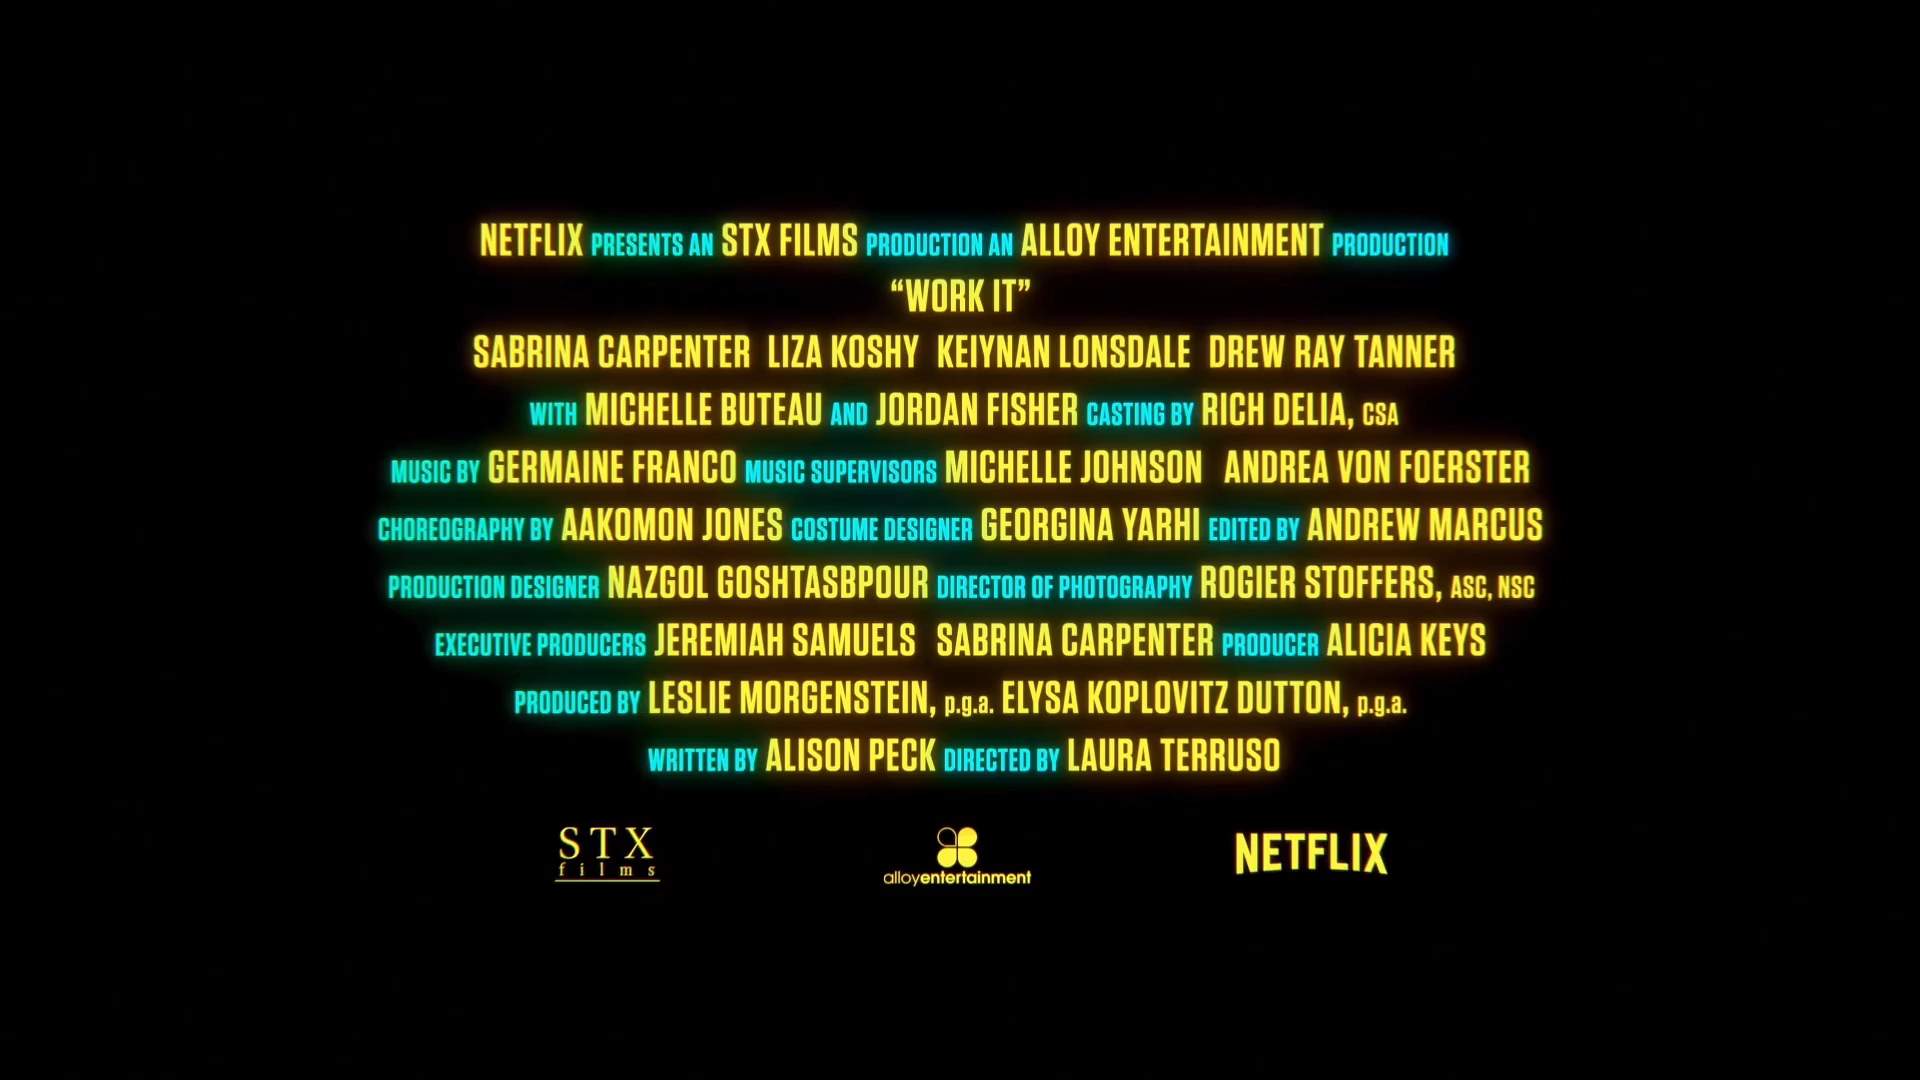 NETFLIX PRESENTS AN STX FILMS PRODUCTION AN ALLOY ENTERTAINMENT PRODUCTION
“WORK IT”
SABRINA CARPENTER LIZA KOSHY KEIYNAN LONSDALE DREW RAY TANNER
WITH MICHELLE BUTEAU AND JORDAN FISHER CASTING BY RICH DELIA, CSA
MUSIC BY GERMAINE FRANCO MUSIC SUPERVISORS MICHELLE JOHNSON ANDREA VON FOERSTER
CHOREOGRAPHY BY AAKOMON JONES COSTUME DESIGNER GEORGINA YARHI EDITED BY ANDREW MARCUS
PRODUCTION DESIGNER NAZGOL GOSHTASBPOUR DIRECTOR OF PHOTOGRAPHY ROGIER STOFFERS, ASC, NSC
EXECUTIVE PRODUCERS JEREMIAH SAMUELS SABRINA CARPENTER PRODUCER ALICIA KEYS
PRODUCED BY LESLIE MORGENSTEIN, p.g.a. ELYSA KOPLOVITZ DUTTON, p.g.a.
WRITTEN BY ALISON PECK DIRECTED BY LAURA TERRUSO
STX
films
alloyentertainment
NETFLIX